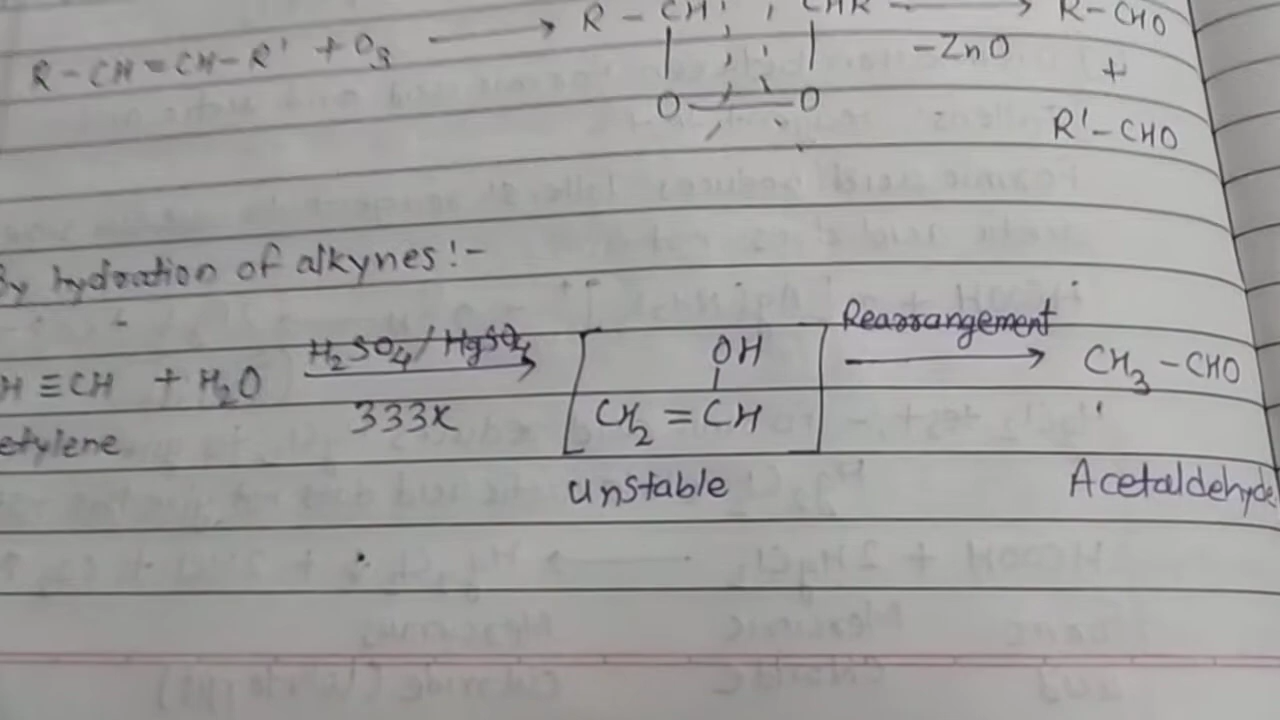 R - CH CHR → R-CHO
R-CH=CH-R' + O₃ → -ZnO
+
O O
R'-CHO
By hydration of alkynes!-
H₂SO₄/HgSO₄ OH Rearrangement
H≡CH + H₂O → CH₃-CHO
333K CH₂=CH
etylene
unstable Acetaldehyde